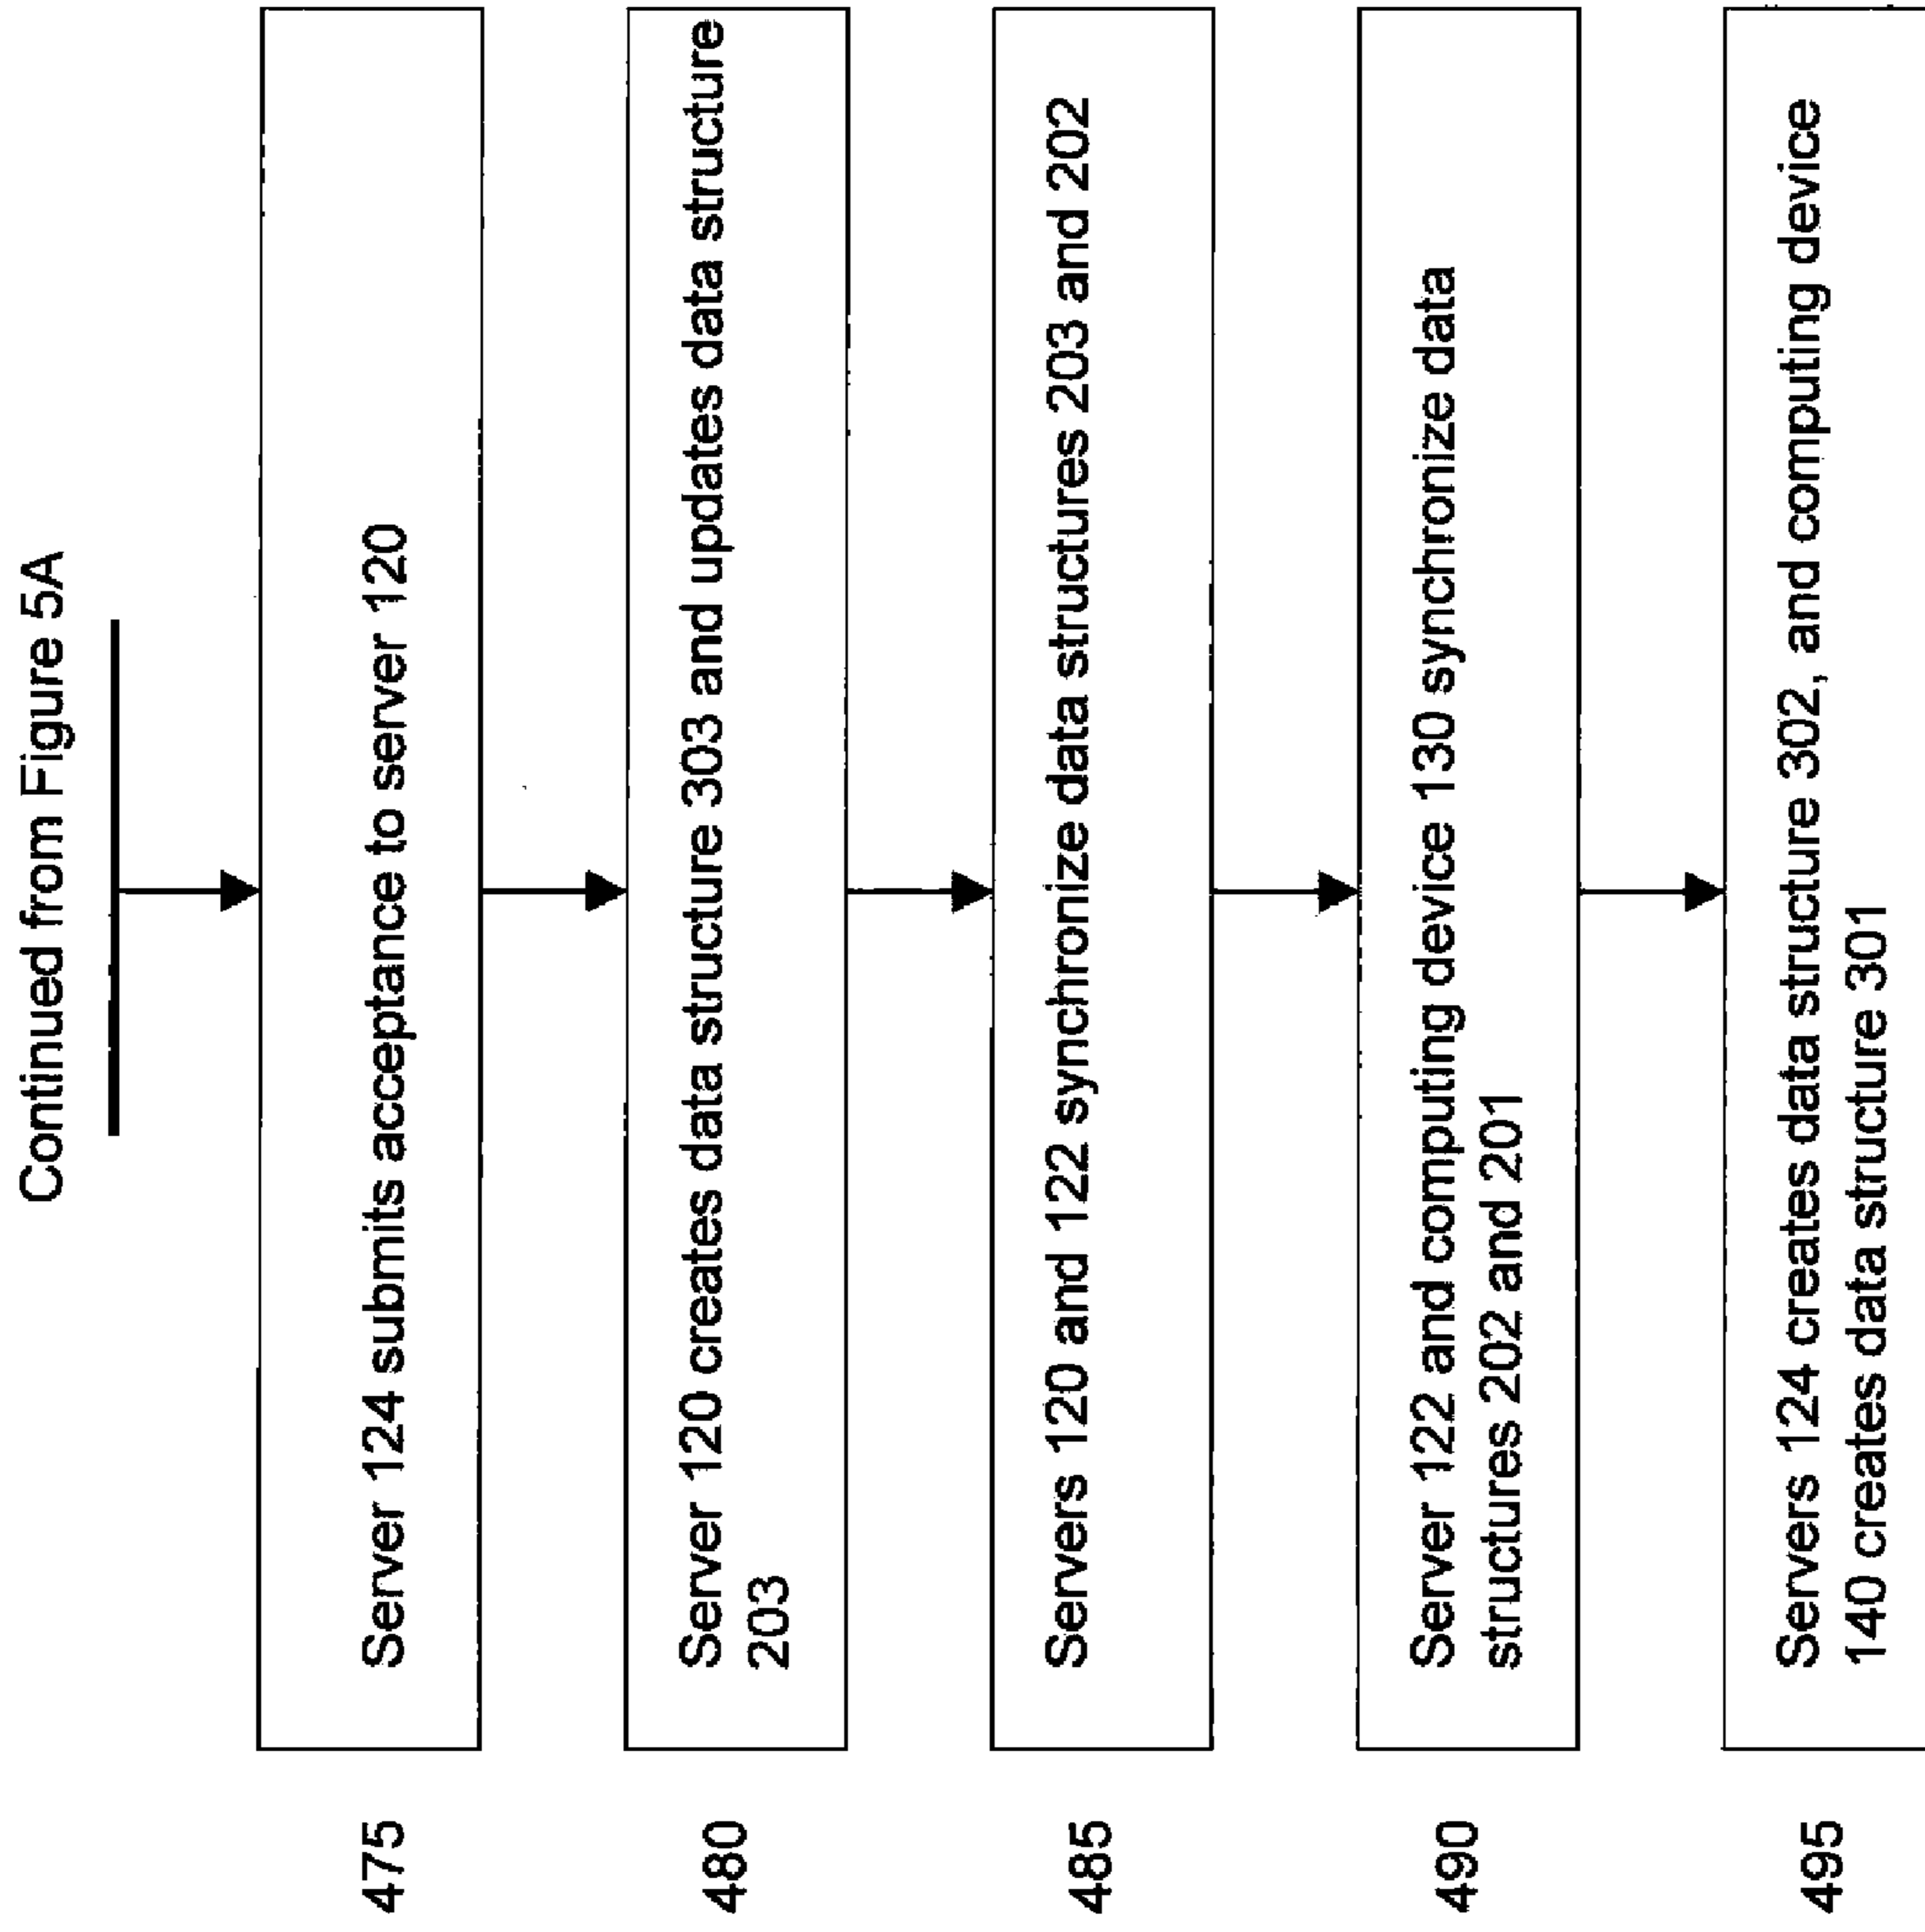 Continued from Figure 5A
475
Server 124 submits acceptance to server 120
480
Server 120 creates data structure 303 and updates data structure
203
485
Servers 120 and 122 synchronize data structures 203 and 202
490
Server 122 and computing device 130 synchronize data
structures 202 and 201
495
Servers 124 creates data structure 302, and computing device
140 creates data structure 301